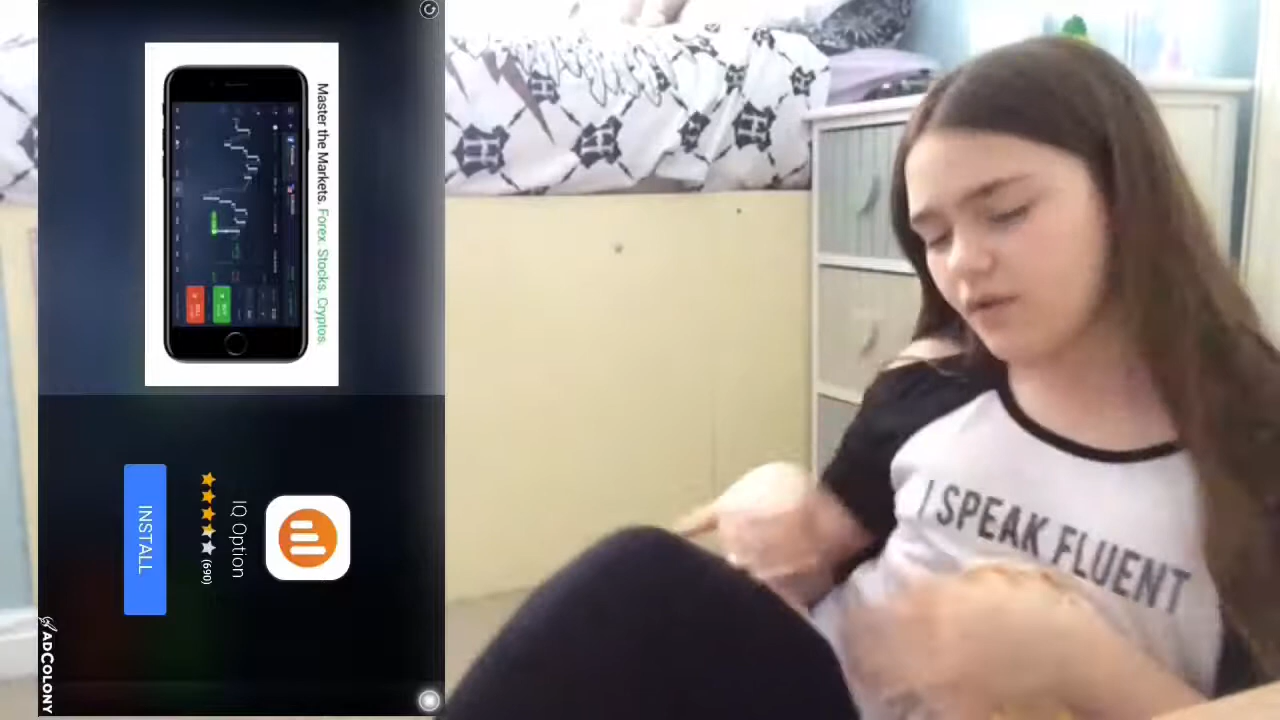 Master the Markets. Forex. Stocks. Cryptos.
IQ Option
(690)
INSTALL
ADCOLONY
I SPEAK FLUENT